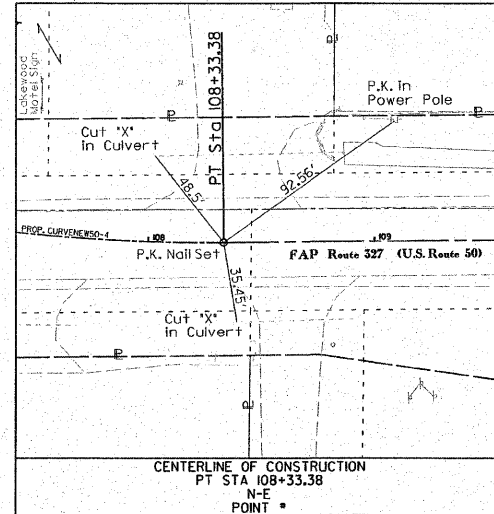 Lakewood
Motel Sign
PT Sta 108+33.38
P.K. in
Power Pole
Cut "X"
in Culvert
48.5'
92.56'
PROP. CURVENEW50-4
108
109
P.K. Nail Set
FAP Route 327 (U.S. Route 50)
35.45'
Cut "X"
in Culvert
CENTERLINE OF CONSTRUCTION
PT STA 108+33.38
N-E
POINT *